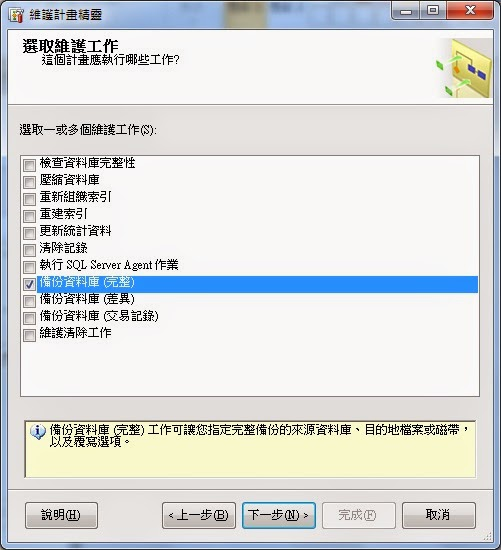 維護計畫精靈
選取維護工作
這個計畫應執行哪些工作?
選取一或多個維護工作(S):
檢查資料庫完整性
壓縮資料庫
重新組織索引
重建索引
更新統計資料
清除記錄
執行 SQL Server Agent 作業
備份資料庫 (完整)
備份資料庫 (差異)
備份資料庫 (交易記錄)
維護清除工作
備份資料庫 (完整) 工作可讓您指定完整備份的來源資料庫、目的地檔案或磁帶，
以及覆寫選項。
說明(H)
< 上一步(B)
下一步(N) >
完成(F)
取消